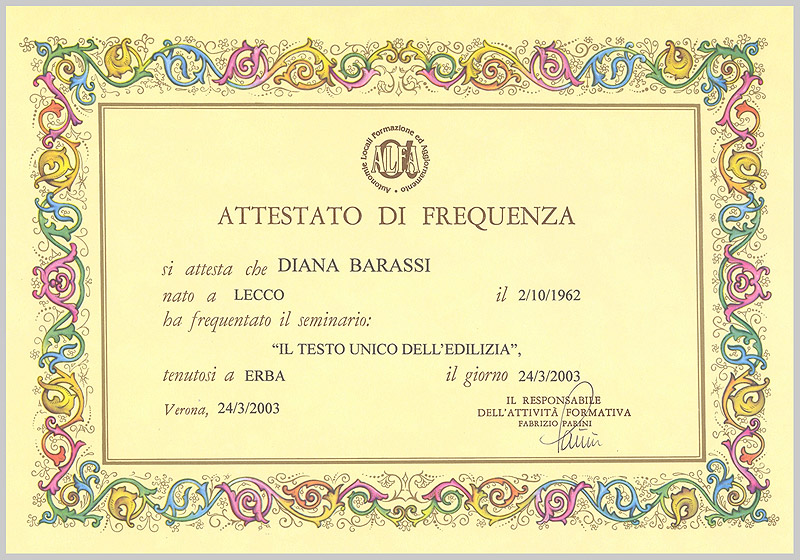 Autonomie Locali Formazione ed Aggiornamento
ALFA
ATTESTATO DI FREQUENZA
si attesta che DIANA BARASSI
nato a LECCO il 2/10/1962
ha frequentato il seminario:
“IL TESTO UNICO DELL’EDILIZIA”,
tenutosi a ERBA il giorno 24/3/2003
Verona, 24/3/2003
IL RESPONSABILE
DELL’ATTIVITÀ FORMATIVA
FABRIZIO PARINI